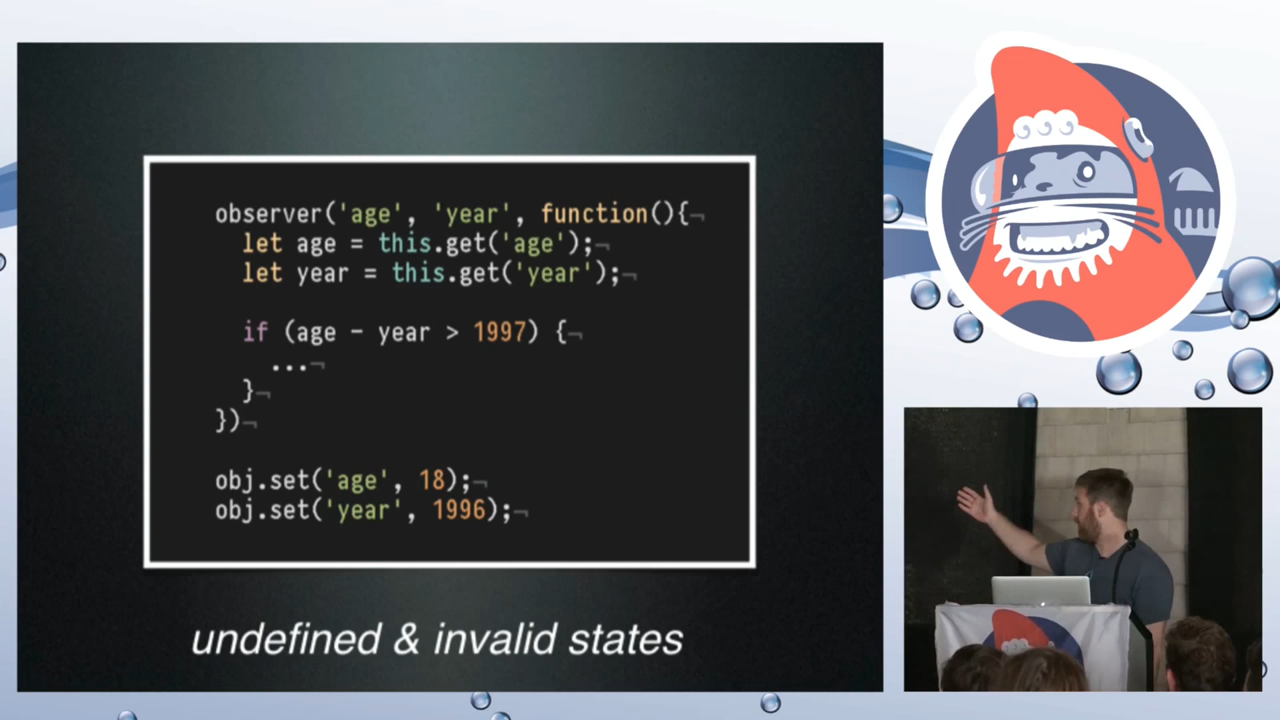 observer('age', 'year', function(){¬
let age = this.get('age');¬
let year = this.get('year');¬
if (age - year > 1997) {¬
...¬
}¬
})¬
obj.set('age', 18);¬
obj.set('year', 1996);¬
undefined & invalid states